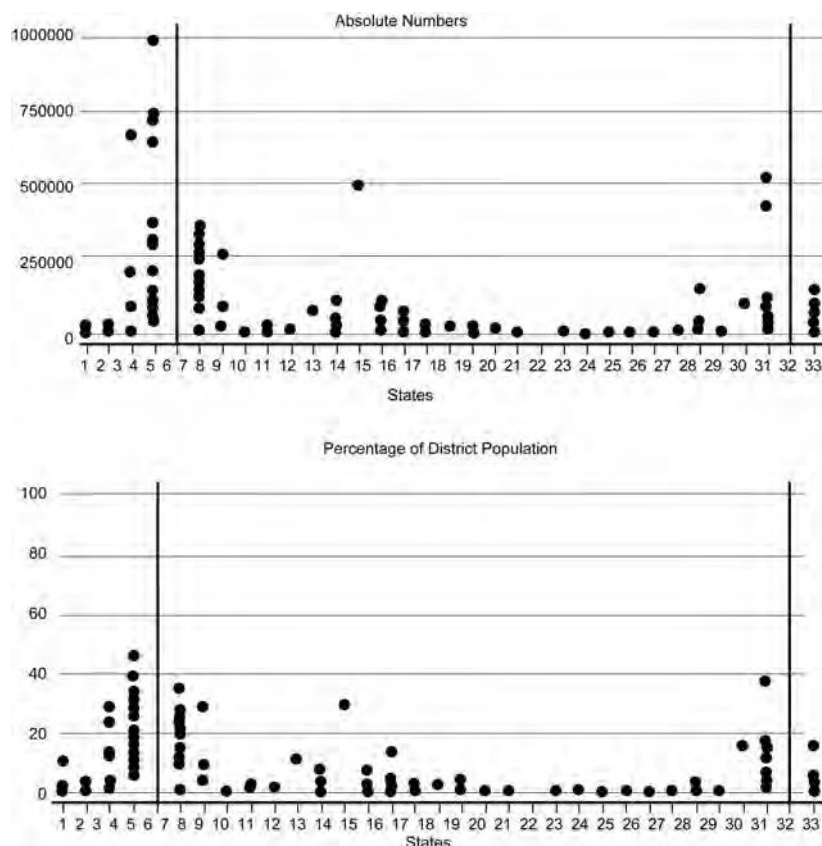 Absolute Numbers
1000000
750000
500000
250000
0
1 2 3 4 5 6 7 8 9 10 11 12 13 14 15 16 17 18 19 20 21 22 23 24 25 26 27 28 29 30 31 32 33
States
Percentage of District Population
100
80
60
40
20
0
1 2 3 4 5 6 7 8 9 10 11 12 13 14 15 16 17 18 19 20 21 22 23 24 25 26 27 28 29 30 31 32 33
States